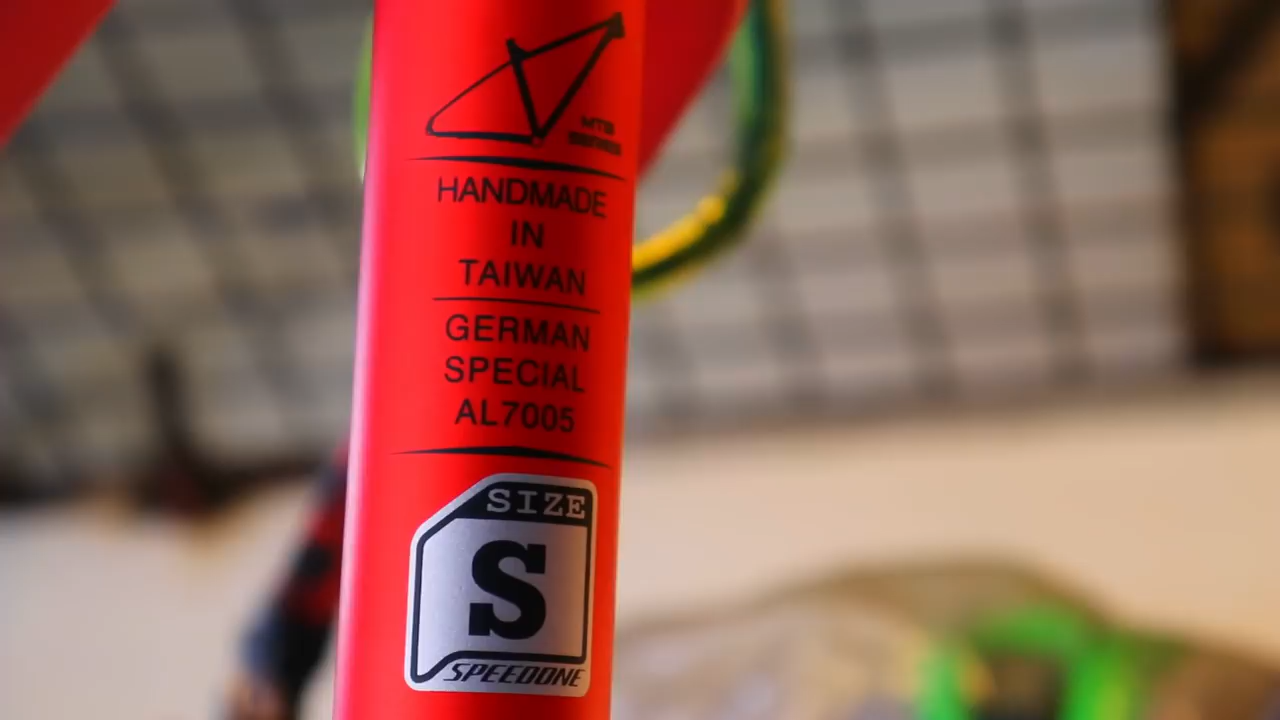 MTB
SERIES
HANDMADE
IN
TAIWAN
GERMAN
SPECIAL
AL7005
SIZE
S
SPEEDONE